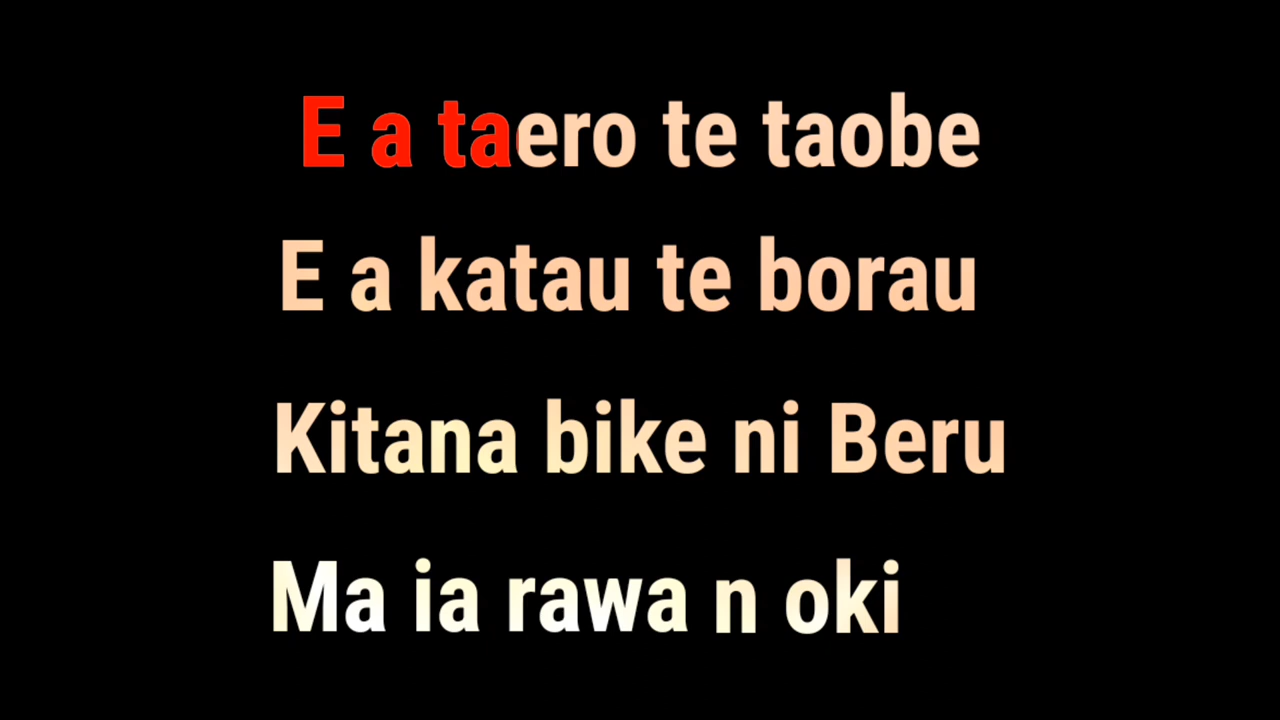 E a taero te taobe
E a katau te borau
Kitana bike ni Beru
Ma ia rawa n oki